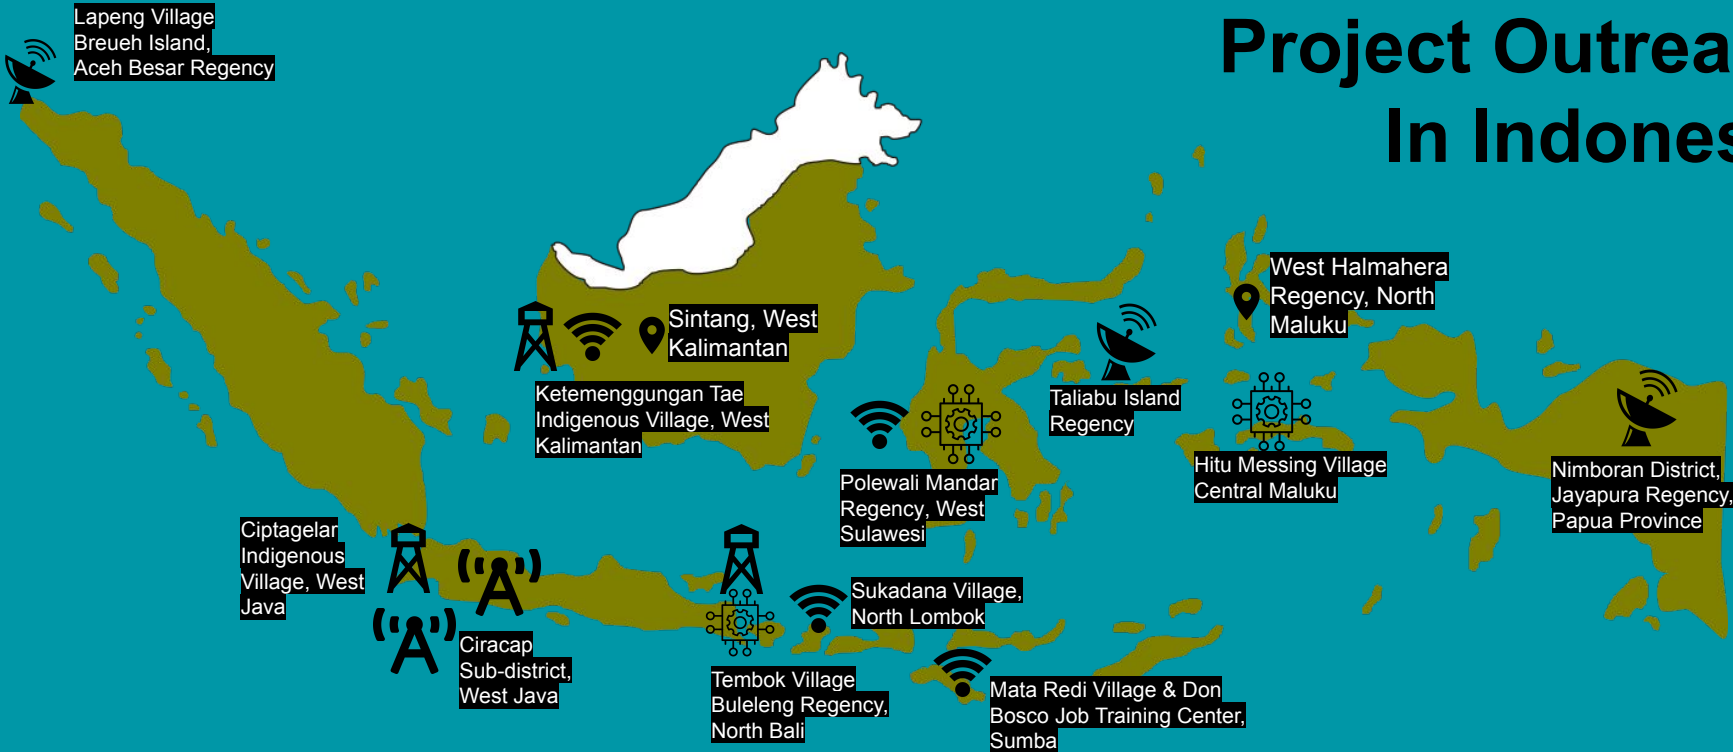 Lapeng Village
Breueh Island,
Aceh Besar Regency
Project Outrea
In Indones
West Halmahera
Regency, North
Maluku
Sintang, West
Kalimantan
Ketemenggungan Tae
Indigenous Village, West
Kalimantan
Taliabu Island
Regency
Hitu Messing Village
Central Maluku
Nimboran District,
Jayapura Regency,
Papua Province
Polewali Mandar
Regency, West
Sulawesi
Ciptagelar
Indigenous
Village, West
Java
Sukadana Village,
North Lombok
Ciracap
Sub-district,
West Java
Tembok Village
Buleleng Regency,
North Bali
Mata Redi Village & Don
Bosco Job Training Center,
Sumba